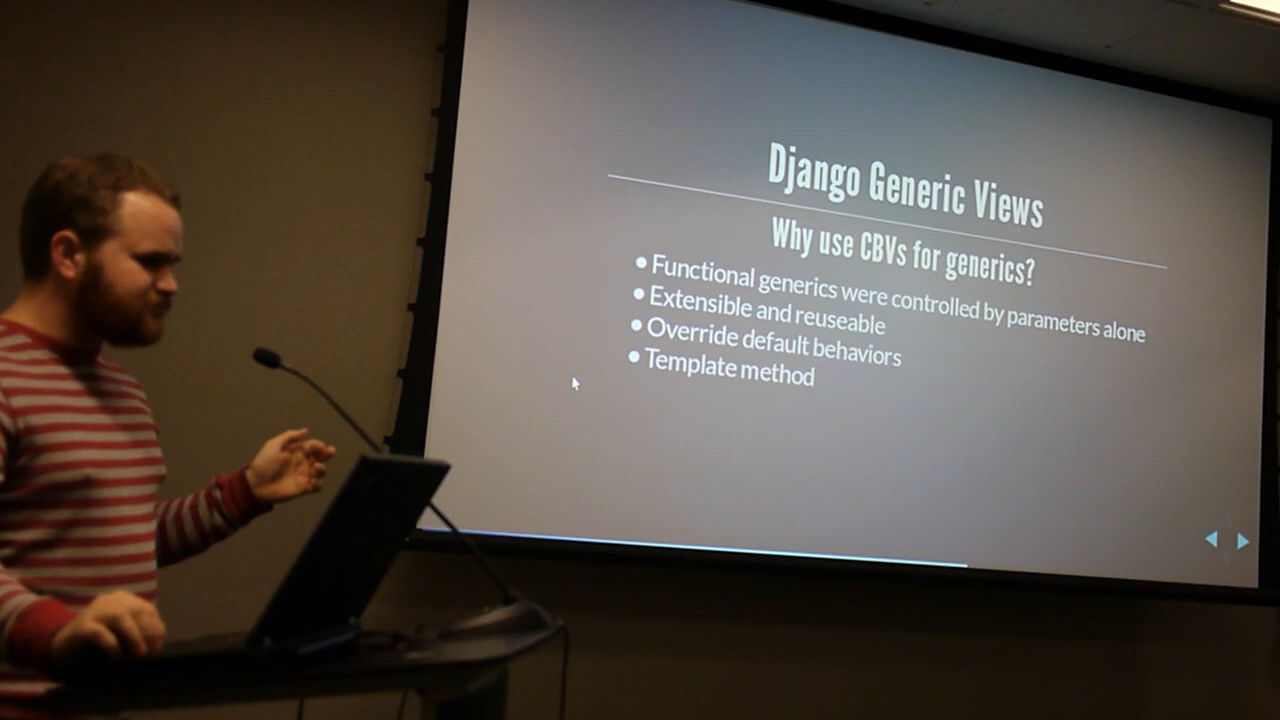 Django Generic Views
Why use CBVs for generics?
• Functional generics were controlled by parameters alone
• Extensible and reuseable
• Override default behaviors
• Template method